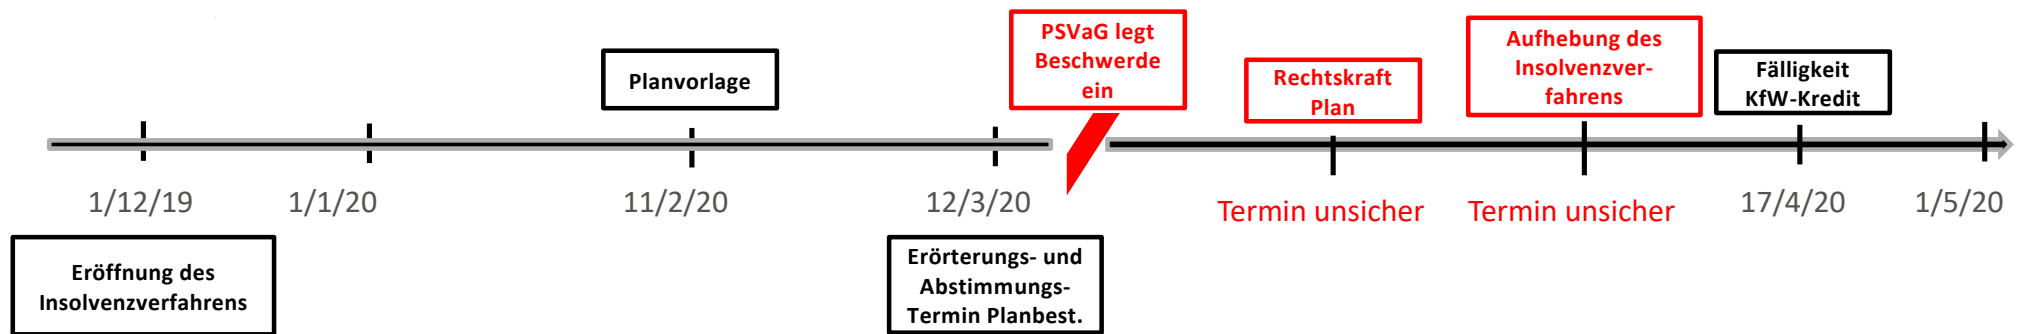 PSVaG legt
Beschwerde
ein
Planvorlage
Rechtskraft
Plan
Aufhebung des
Insolvenzver-
fahrens
Fälligkeit
KfW-Kredit
1/12/19
1/1/20
11/2/20
12/3/20
Termin unsicher
Termin unsicher
17/4/20
1/5/20
Eröffnung des
Insolvenzverfahrens
Erörterungs- und
Abstimmungs-
Termin Planbest.